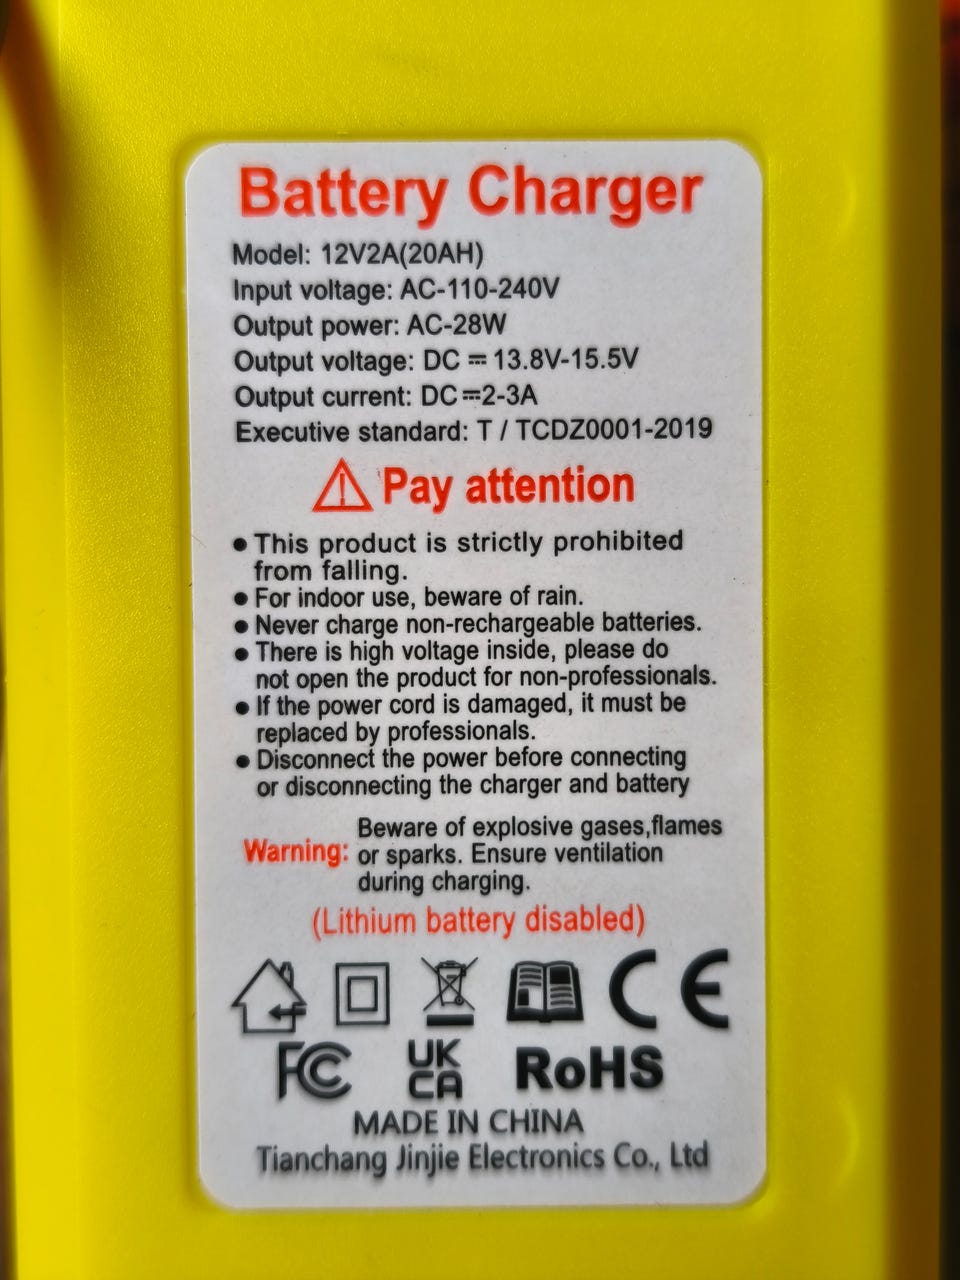 Battery Charger
Model: 12V2A(20AH)
Input voltage: AC-110-240V
Output power: AC-28W
Output voltage: DC ⎓ 13.8V-15.5V
Output current: DC⎓2-3A
Executive standard: T / TCDZ0001-2019
Pay attention
● This product is strictly prohibited
from falling.
● For indoor use, beware of rain.
● Never charge non-rechargeable batteries.
● There is high voltage inside, please do
not open the product for non-professionals.
● If the power cord is damaged, it must be
replaced by professionals.
● Disconnect the power before connecting
or disconnecting the charger and battery
Warning:
Beware of explosive gases,flames
or sparks. Ensure ventilation
during charging.
(Lithium battery disabled)
CE
FC
UK
CA
RoHS
MADE IN CHINA
Tianchang Jinjie Electronics Co., Ltd